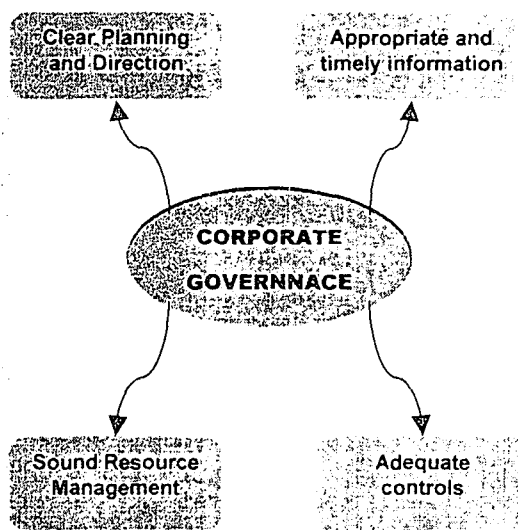 Clear Planning
and Direction
Appropriate and
timely information
CORPORATE
GOVERNNACE
Sound Resource
Management
Adequate
controls